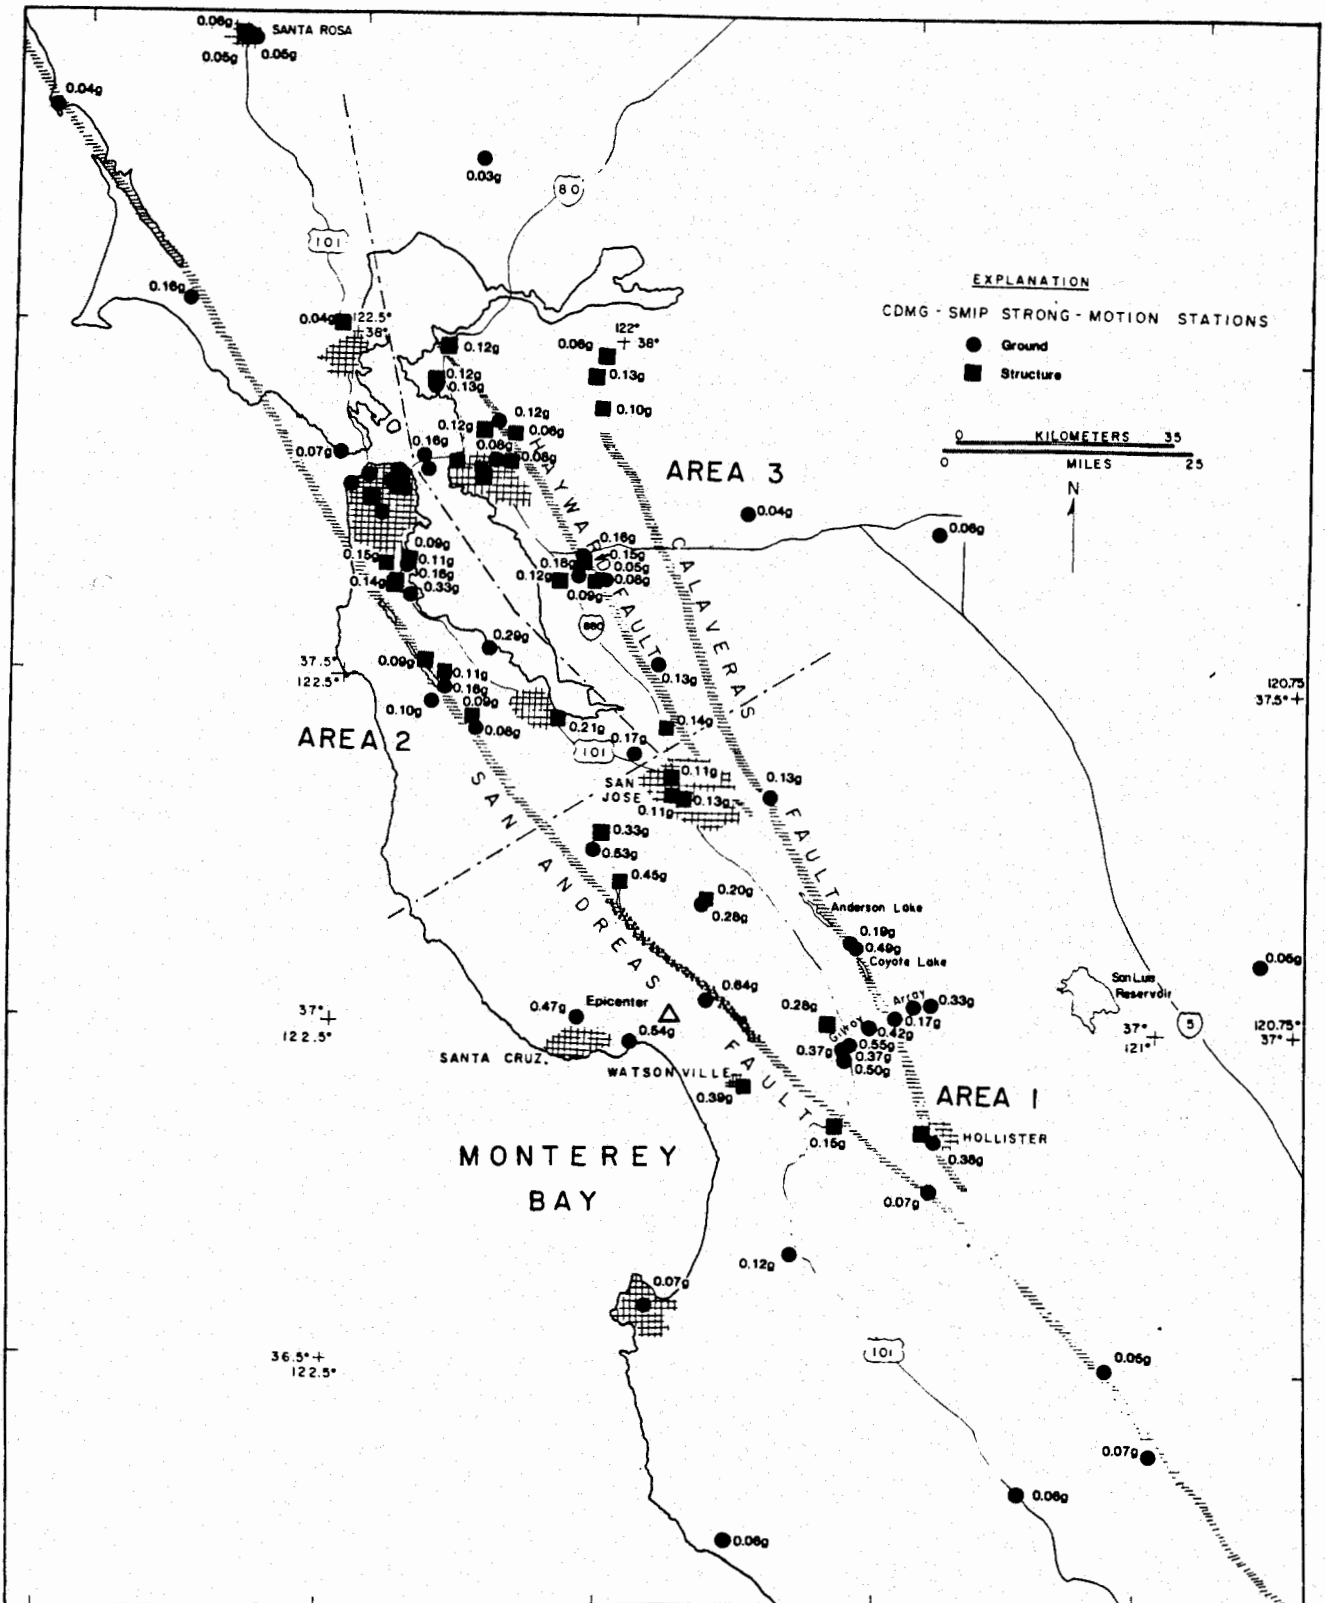 0.06g
SANTA ROSA
0.05g
0.05g
0.04g
0.03g
80
101
0.16g
EXPLANATION
CDMG - SMIP STRONG - MOTION STATIONS
Ground
Structure
0.04g
122.5°
38°
122°
38°
0.06g
0.12g
0.12g
0.13g
0.13g
0.10g
0.12g
0.12g
0.06g
0.07g
0.16g
0.08g
0.08g
0 KILOMETERS 35
0 MILES 25
N
AREA 3
HAYWARD FAULT
CALAVERAS FAULT
0.04g
0.06g
0.16g
0.15g
0.05g
0.08g
0.16g
0.12g
0.09g
0.09g
0.11g
0.16g
0.33g
0.15g
0.14g
880
0.29g
37.5°
122.5°
0.09g
0.11g
0.16g
0.09g
0.10g
0.08g
0.13g
120.75
37.5°
AREA 2
0.21g
0.14g
101
0.17g
SAN ANDREAS FAULT
SAN
JOSE
0.11g
0.13g
0.11g
0.13g
0.33g
0.53g
0.45g
0.20g
0.28g
Anderson Lake
0.19g
0.49g
Coyote Lake
0.05g
San Luis
Reservoir
0.64g
0.47g
Epicenter
0.54g
37°
122.5°
0.28g
Gilroy Array
0.33g
0.17g
0.42g
0.55g
0.37g
0.37g
0.50g
37°
121°
5
120.75°
37°
SANTA CRUZ
WATSONVILLE
0.39g
AREA 1
0.15g
HOLLISTER
0.38g
MONTEREY
BAY
0.07g
0.12g
0.07g
36.5°
122.5°
101
0.05g
0.07g
0.06g
0.06g